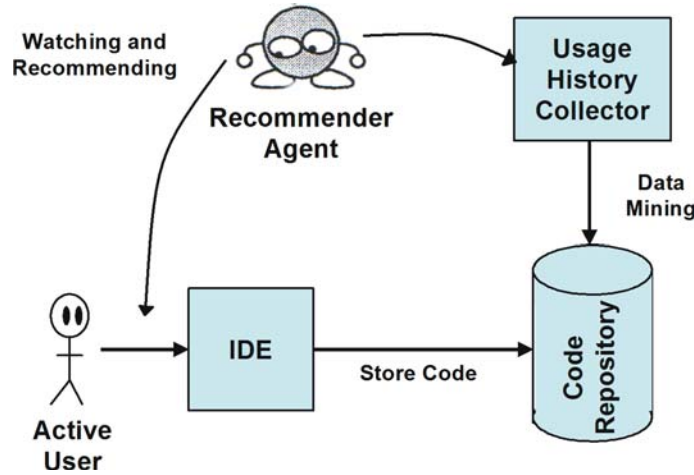 Watching and
Recommending
Recommender
Agent
Usage
History
Collector
Data
Mining
IDE
Store Code
Code
Repository
Active
User